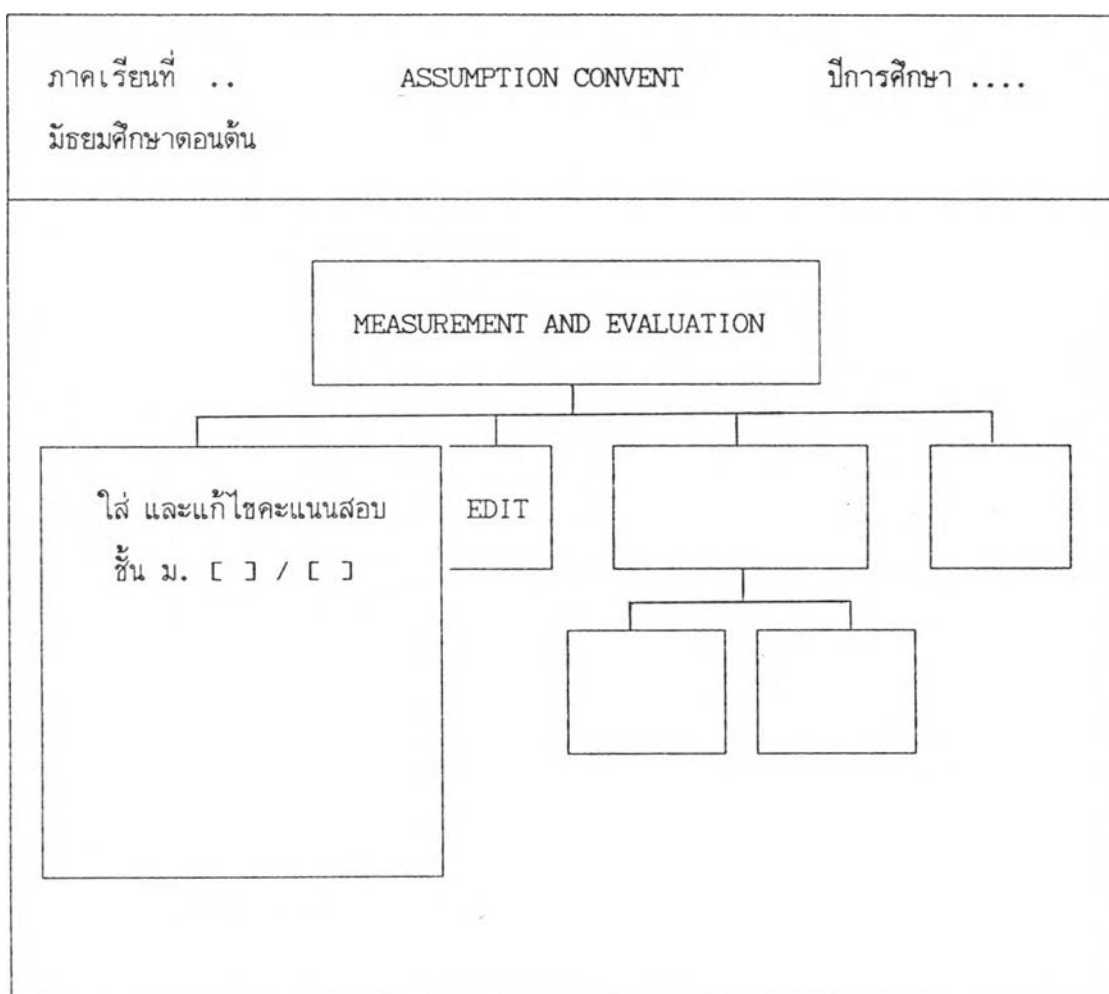 ภาคเรียนที่ .. ASSUMPTION CONVENT ปีการศึกษา ....
มัธยมศึกษาตอนต้น
MEASUREMENT AND EVALUATION
ใส่ และแก้ไขคะแนนสอบ
ชั้น ม. [ ] / [ ]
EDIT